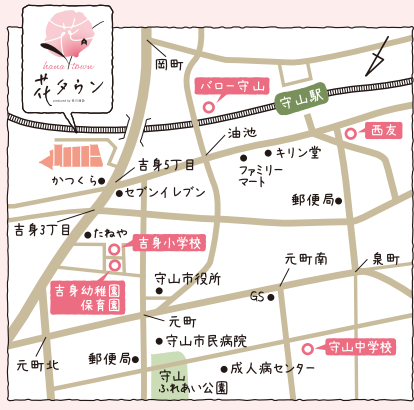 花
hana town
花タウン
岡町
バロー守山
守山駅
西友
油池
キリン堂
ファミリー
マート
吉身5丁目
かつくら
セブンイレブン
郵便局
吉身3丁目
たねや
吉身小学校
吉身幼稚園
保育園
守山市役所
元町南
泉町
GS
元町
守山市民病院
守山中学校
元町北
郵便局
成人病センター
守山
ふれあい公園